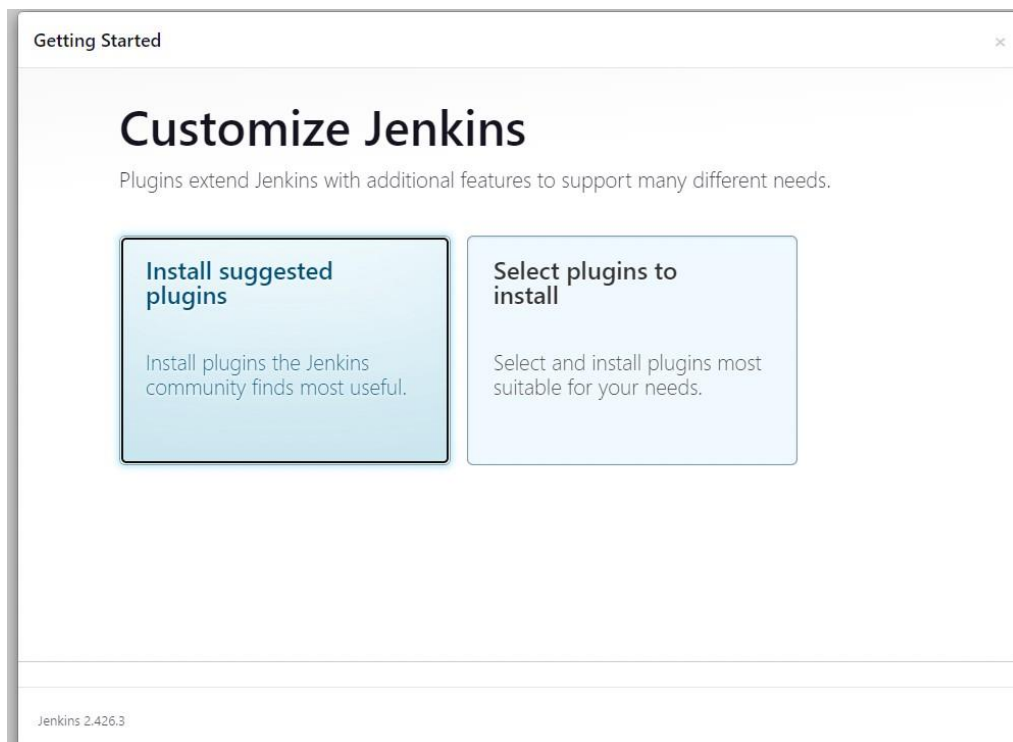 Getting Started
×
Customize Jenkins
Plugins extend Jenkins with additional features to support many different needs.
Install suggested
plugins
Install plugins the Jenkins
community finds most useful.
Select plugins to
install
Select and install plugins most
suitable for your needs.
Jenkins 2.426.3